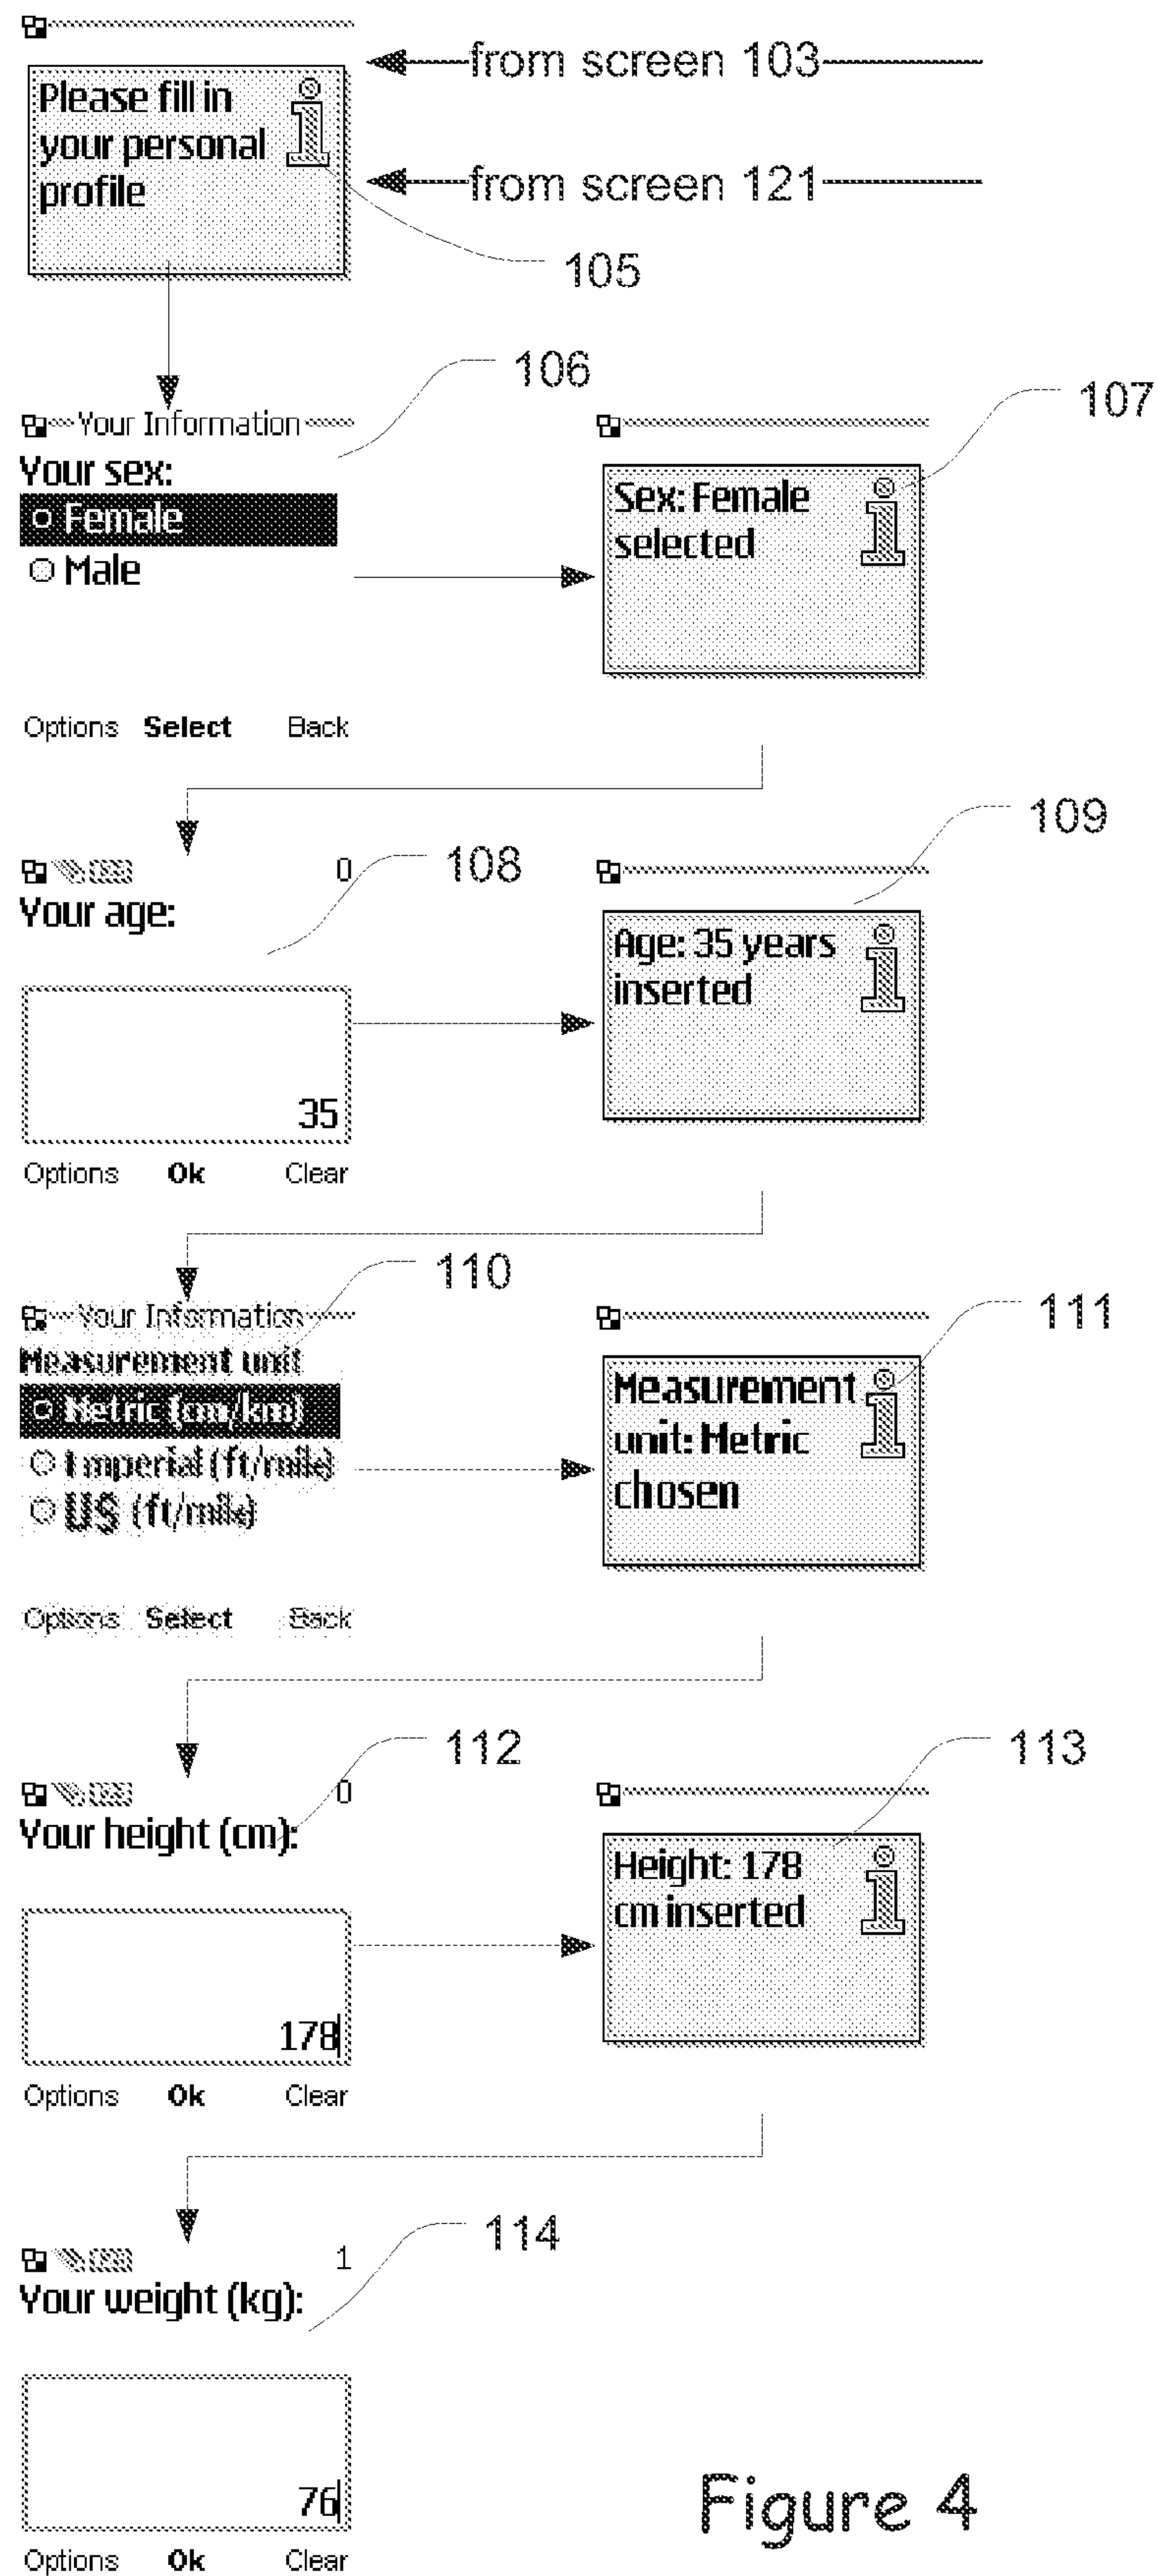 from screen 103
Please fill in
your personal
profile
from screen 121
105
106
107
Your Information
Your sex:
Female
Male
Options Select Back
Sex: Female
selected
108
109
0
Your age:
35
Options Ok Clear
Age: 35 years
inserted
110
111
Your Information
Measurement unit
Metric (cm/km)
Imperial (ft/mile)
US (ft/mile)
Options Select Back
Measurement
unit: Metric
chosen
112
113
0
Your height (cm):
178
Options Ok Clear
Height: 178
cm inserted
114
1
Your weight (kg):
76
Options Ok Clear
Figure 4